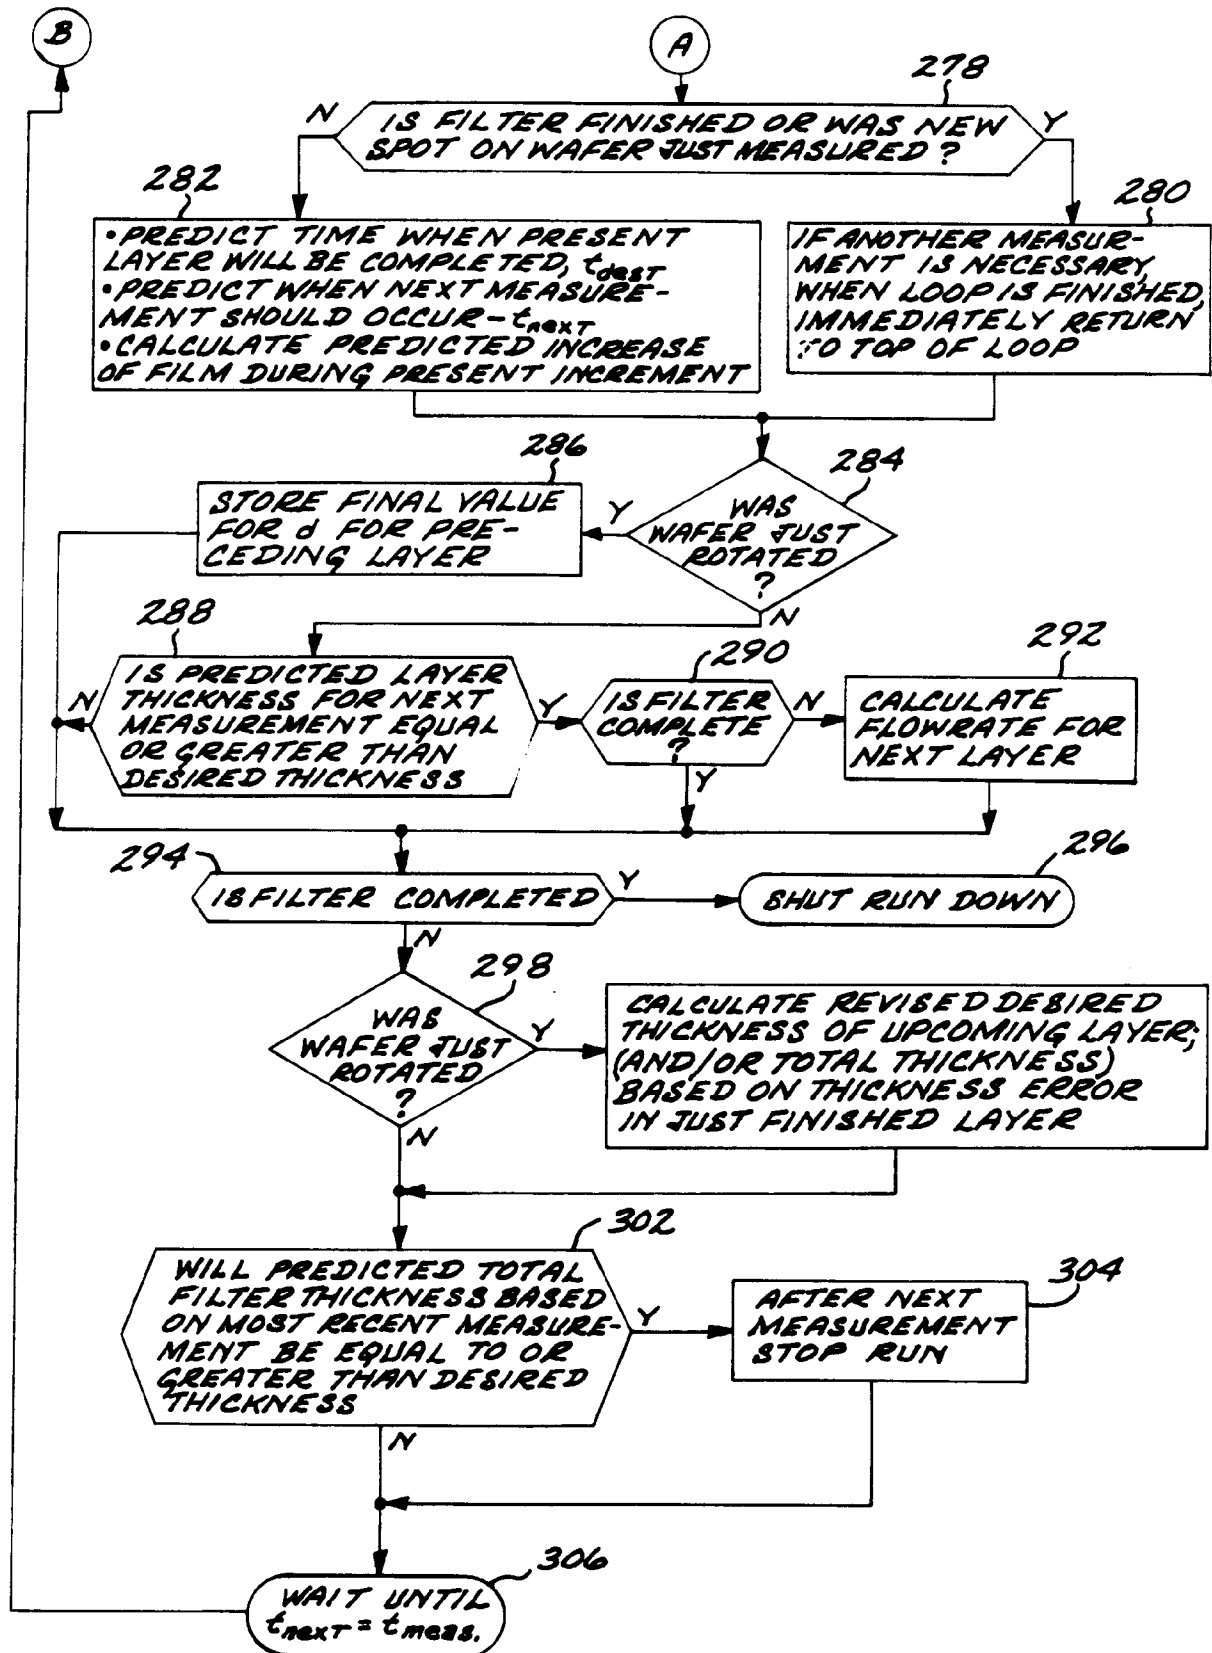 B
A
278
N
IS FILTER FINISHED OR WAS NEW
SPOT ON WAFER JUST MEASURED?
Y
282
• PREDICT TIME WHEN PRESENT
LAYER WILL BE COMPLETED, t dest
• PREDICT WHEN NEXT MEASURE-
MENT SHOULD OCCUR - t next
• CALCULATE PREDICTED INCREASE
OF FILM DURING PRESENT INCREMENT
280
IF ANOTHER MEASUR-
MENT IS NECESSARY,
WHEN LOOP IS FINISHED,
IMMEDIATELY RETURN
TO TOP OF LOOP
286
STORE FINAL VALUE
FOR d FOR PRE-
CEDING LAYER
Y
284
WAS
WAFER JUST
ROTATED
?
N
288
N
IS PREDICTED LAYER
THICKNESS FOR NEXT
MEASUREMENT EQUAL
OR GREATER THAN
DESIRED THICKNESS
Y
290
IS FILTER
COMPLETE
?
N
Y
292
CALCULATE
FLOWRATE FOR
NEXT LAYER
294
IS FILTER COMPLETED
Y
N
296
SHUT RUN DOWN
298
WAS
WAFER JUST
ROTATED
?
Y
N
CALCULATE REVISED DESIRED
THICKNESS OF UPCOMING LAYER;
(AND/OR TOTAL THICKNESS)
BASED ON THICKNESS ERROR
IN JUST FINISHED LAYER
302
WILL PREDICTED TOTAL
FILTER THICKNESS BASED
ON MOST RECENT MEASURE-
MENT BE EQUAL TO OR
GREATER THAN DESIRED
THICKNESS
Y
N
304
AFTER NEXT
MEASUREMENT
STOP RUN
306
WAIT UNTIL
t next = t meas.